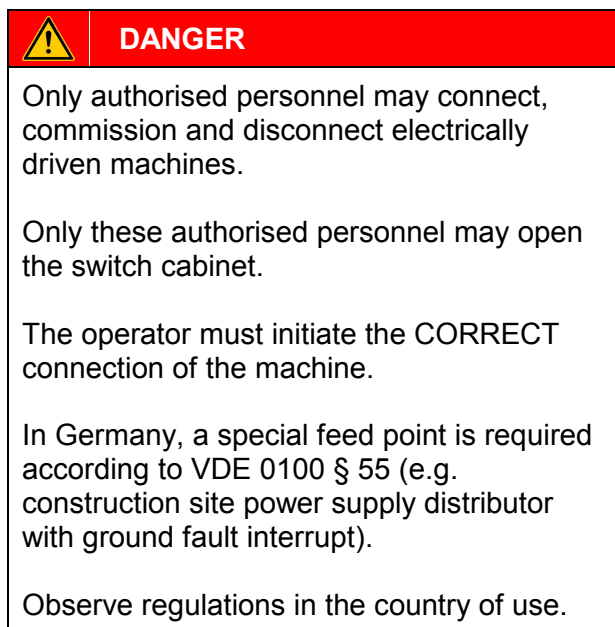 DANGER
Only authorised personnel may connect,
commission and disconnect electrically
driven machines.
Only these authorised personnel may open
the switch cabinet.
The operator must initiate the CORRECT
connection of the machine.
In Germany, a special feed point is required
according to VDE 0100 § 55 (e.g.
construction site power supply distributor
with ground fault interrupt).
Observe regulations in the country of use.